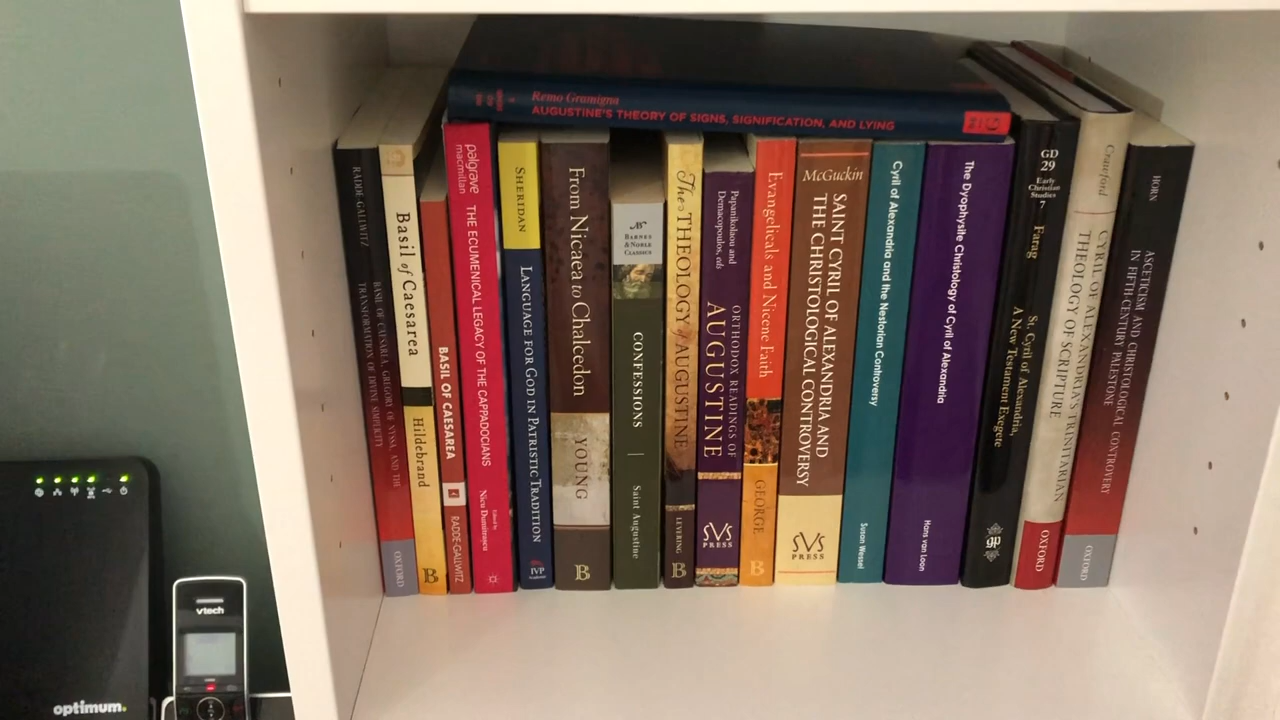 Remo Gramigna
AUGUSTINE'S THEORY OF SIGNS, SIGNIFICATION, AND LYING
RADDE-GALLWITZ
BASIL OF CAESAREA, GREGORY OF NYSSA, AND THE
TRANSFORMATION OF DIVINE SIMPLICITY
OXFORD
Basil of Caesarea
Hildebrand
B
BASIL OF CAESAREA
RADDE-GALLWITZ
palgrave
macmillan
THE ECUMENICAL LEGACY OF THE CAPPADOCIANS
Edited by
Nicu Dumitrașcu
SHERIDAN
LANGUAGE FOR GOD IN PATRISTIC TRADITION
IVP
Academic
From Nicaea to Chalcedon
YOUNG
B
BARNES
& NOBLE
CLASSICS
CONFESSIONS
Saint Augustine
The THEOLOGY of AUGUSTINE
LEVERING
B
Papanikolaou and
Demacopoulos, eds
ORTHODOX READINGS OF
AUGUSTINE
SVS
PRESS
Evangelicals and Nicene Faith
GEORGE
B
McGuckin
SAINT CYRIL OF ALEXANDRIA AND
THE CHRISTOLOGICAL CONTROVERSY
SVS
PRESS
Cyril of Alexandria and the Nestorian Controversy
Susan Wessel
The Dyophysite Christology of Cyril of Alexandria
Hans van Loon
GD
29
Early
Christian
Studies
7
Farag
St. Cyril of Alexandria,
A New Testament Exegete
gp
Crawford
CYRIL OF ALEXANDRIA'S TRINITARIAN
THEOLOGY OF SCRIPTURE
OXFORD
HORN
ASCETICISM AND CHRISTOLOGICAL CONTROVERSY
IN FIFTH-CENTURY PALESTINE
OXFORD
optimum.
vtech